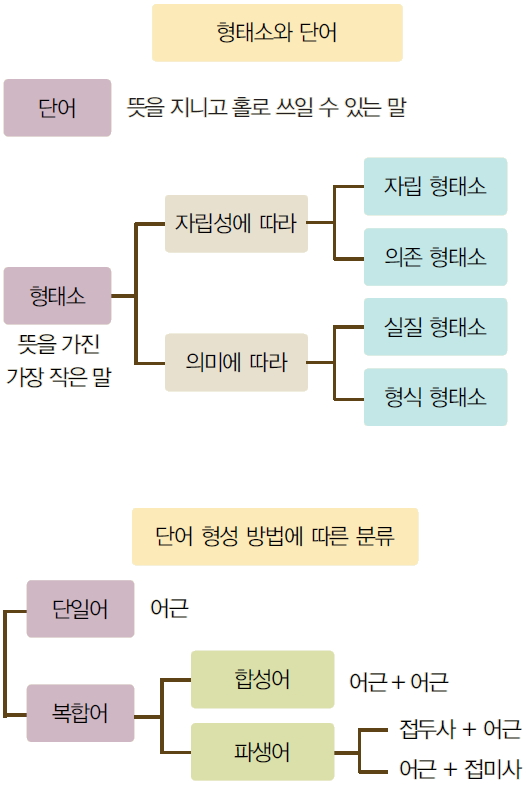 형태소와 단어
단어
뜻을 지니고 홀로 쓰일 수 있는 말
자립 형태소
자립성에 따라
의존 형태소
형태소
뜻을 가진
가장 작은 말
실질 형태소
의미에 따라
형식 형태소
단어 형성 방법에 따른 분류
단일어
어근
합성어
어근 + 어근
복합어
파생어
접두사 + 어근
어근 + 접미사